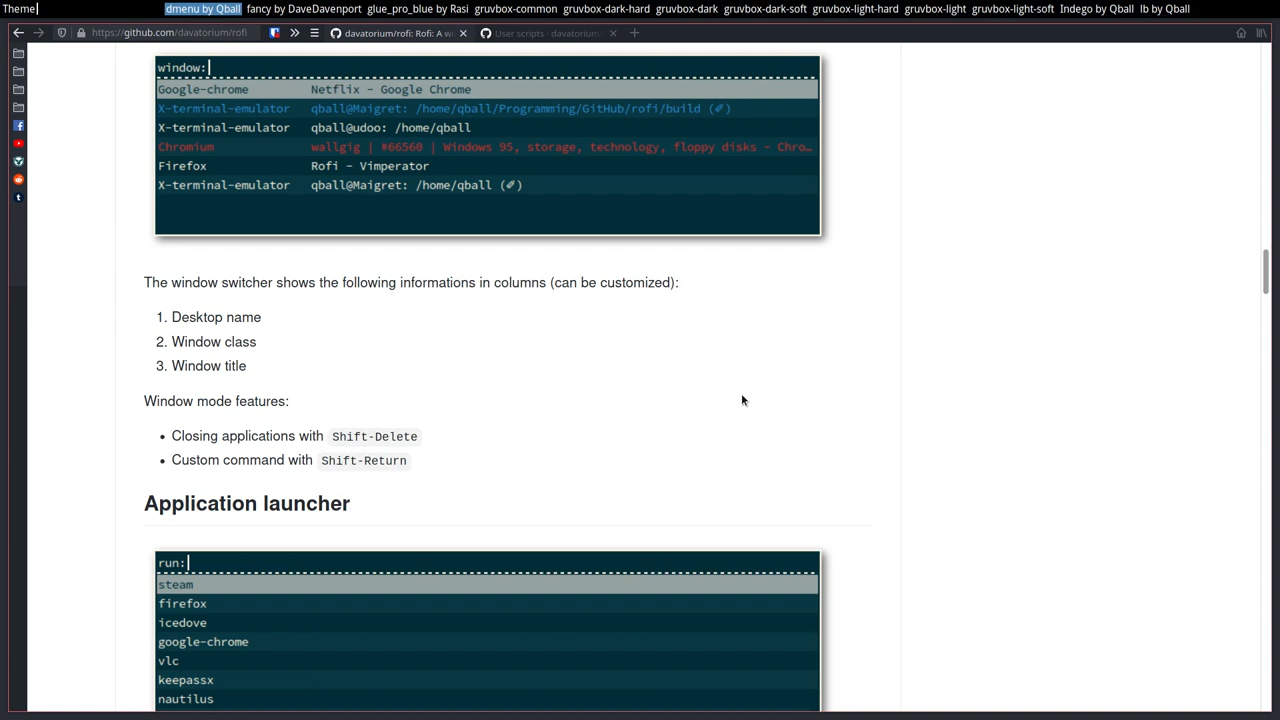 Theme dmenu by Qball fancy by DaveDavenport glue_pro_blue by Rasi gruvbox-common gruvbox-dark-hard gruvbox-dark gruvbox-dark-soft gruvbox-light-hard gruvbox-light gruvbox-light-soft Indego by Qball lb by Qball
https://github.com/davatorium/rofi davatorium/rofi: Rofi: A w User scripts · davatorium
window:
Google-chrome Netflix - Google Chrome
X-terminal-emulator qball@Maigret: /home/qball/Programming/GitHub/rofi/build (✐)
X-terminal-emulator qball@udoo: /home/qball
Chromium wallgig | #66560 | Windows 95, storage, technology, floppy disks - Chro…
Firefox Rofi - Vimperator
X-terminal-emulator qball@Maigret: /home/qball (✐)
The window switcher shows the following informations in columns (can be customized):
1. Desktop name
2. Window class
3. Window title
Window mode features:
• Closing applications with Shift-Delete
• Custom command with Shift-Return
Application launcher
run:
steam
firefox
icedove
google-chrome
vlc
keepassx
nautilus